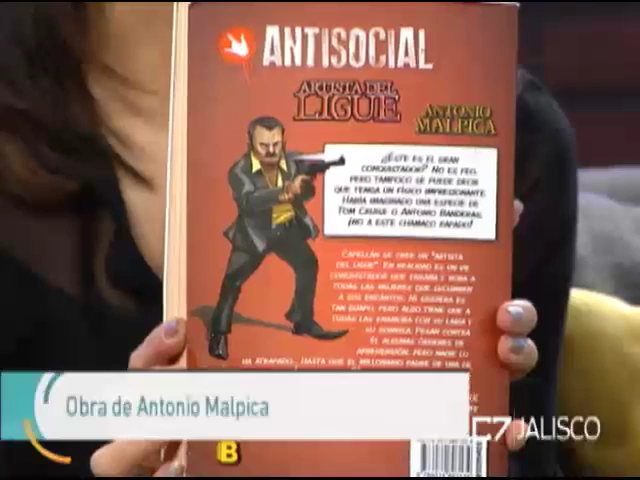 ANTISOCIAL
ARTISTA DEL
LIGUE
ANTONIO
MALPICA
¿ÉSTE ES EL GRAN
CONQUISTADOR? NO ES FEO,
PERO TAMPOCO SE PUEDE DECIR
QUE TENGA UN FÍSICO IMPRESIONANTE.
HABÍA IMAGINADO UNA ESPECIE DE
TOM CRUISE O ANTONIO BANDERAS,
¡NO A ESTE CHAMACO RAPADO!
CAPELLÁN SE CREE UN "ARTISTA
DEL LIGUE". EN REALIDAD ES UN
CONQUISTADOR QUE ENGAÑA Y ROBA A
TODAS LAS MUJERES QUE SUCUMBEN
A SUS ENCANTOS. NI SIQUIERA ES
TAN GUAPO, PERO ALGO TIENE QUE A
TODAS LAS ENAMORA CON SU LABIA Y
SU SONRISA. PESAN CONTRA
ÉL ALGUNAS ÓRDENES DE
APREHENSIÓN, PERO NADIE LO
HA ATRAPADO... HASTA QUE EL MILLONARIO PADRE DE UNA DE
Obra de Antonio Malpica
C7 JALISCO
B